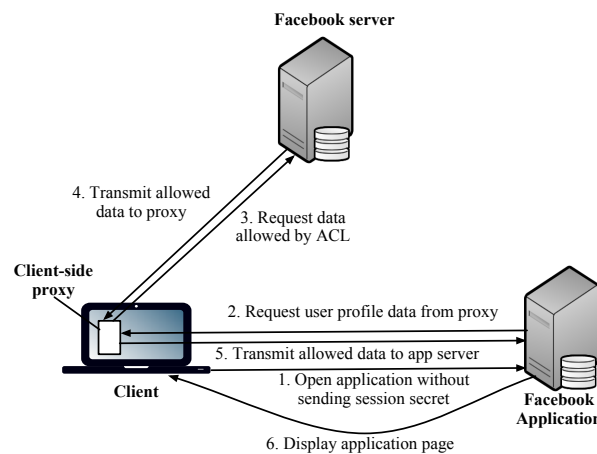 Facebook server
4. Transmit allowed
data to proxy
3. Request data
allowed by ACL
Client-side
proxy
2. Request user profile data from proxy
5. Transmit allowed data to app server
Client
1. Open application without
sending session secret
Facebook
Application
6. Display application page